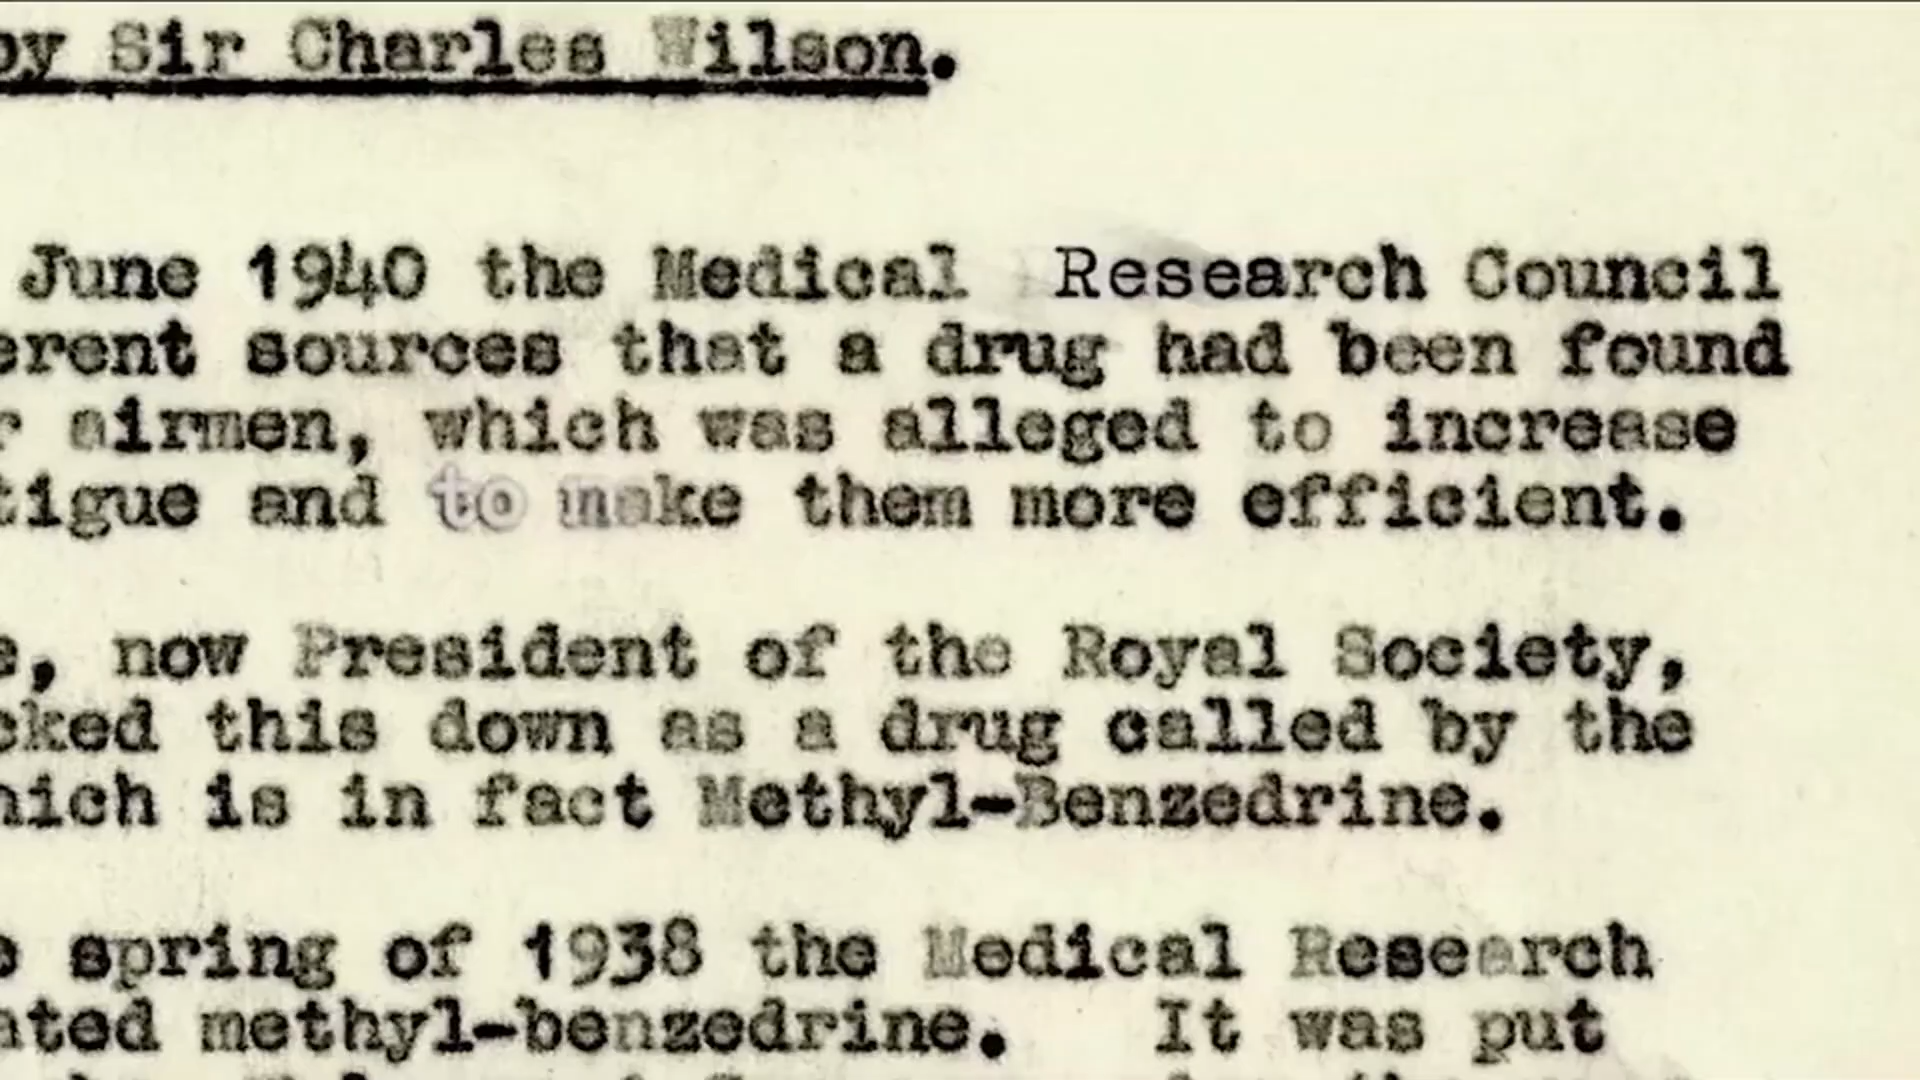 by Sir Charles Wilson.
June 1940 the Medical Research Council
erent sources that a drug had been found
r airmen, which was alleged to increase
tigue and to make them more efficient.
e, now President of the Royal Society,
cked this down as a drug called by the
hich is in fact Methyl-Benzedrine.
e spring of 1938 the Medical Research
ated methyl-benzedrine. It was put